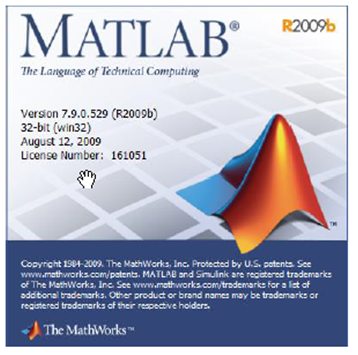 MATLAB®
R2009b
The Language of Technical Computing
Version 7.9.0.529 (R2009b)
32-bit (win32)
August 12, 2009
License Number: 161051
TM
Copyright 1984-2009, The MathWorks, Inc. Protected by U.S. patents. See
www.mathworks.com/patents. MATLAB and Simulink are registered trademarks
of The MathWorks, Inc. See www.mathworks.com/trademarks for a list of
additional trademarks. Other product or brand names may be trademarks or
registered trademarks of their respective holders.
The MathWorks™